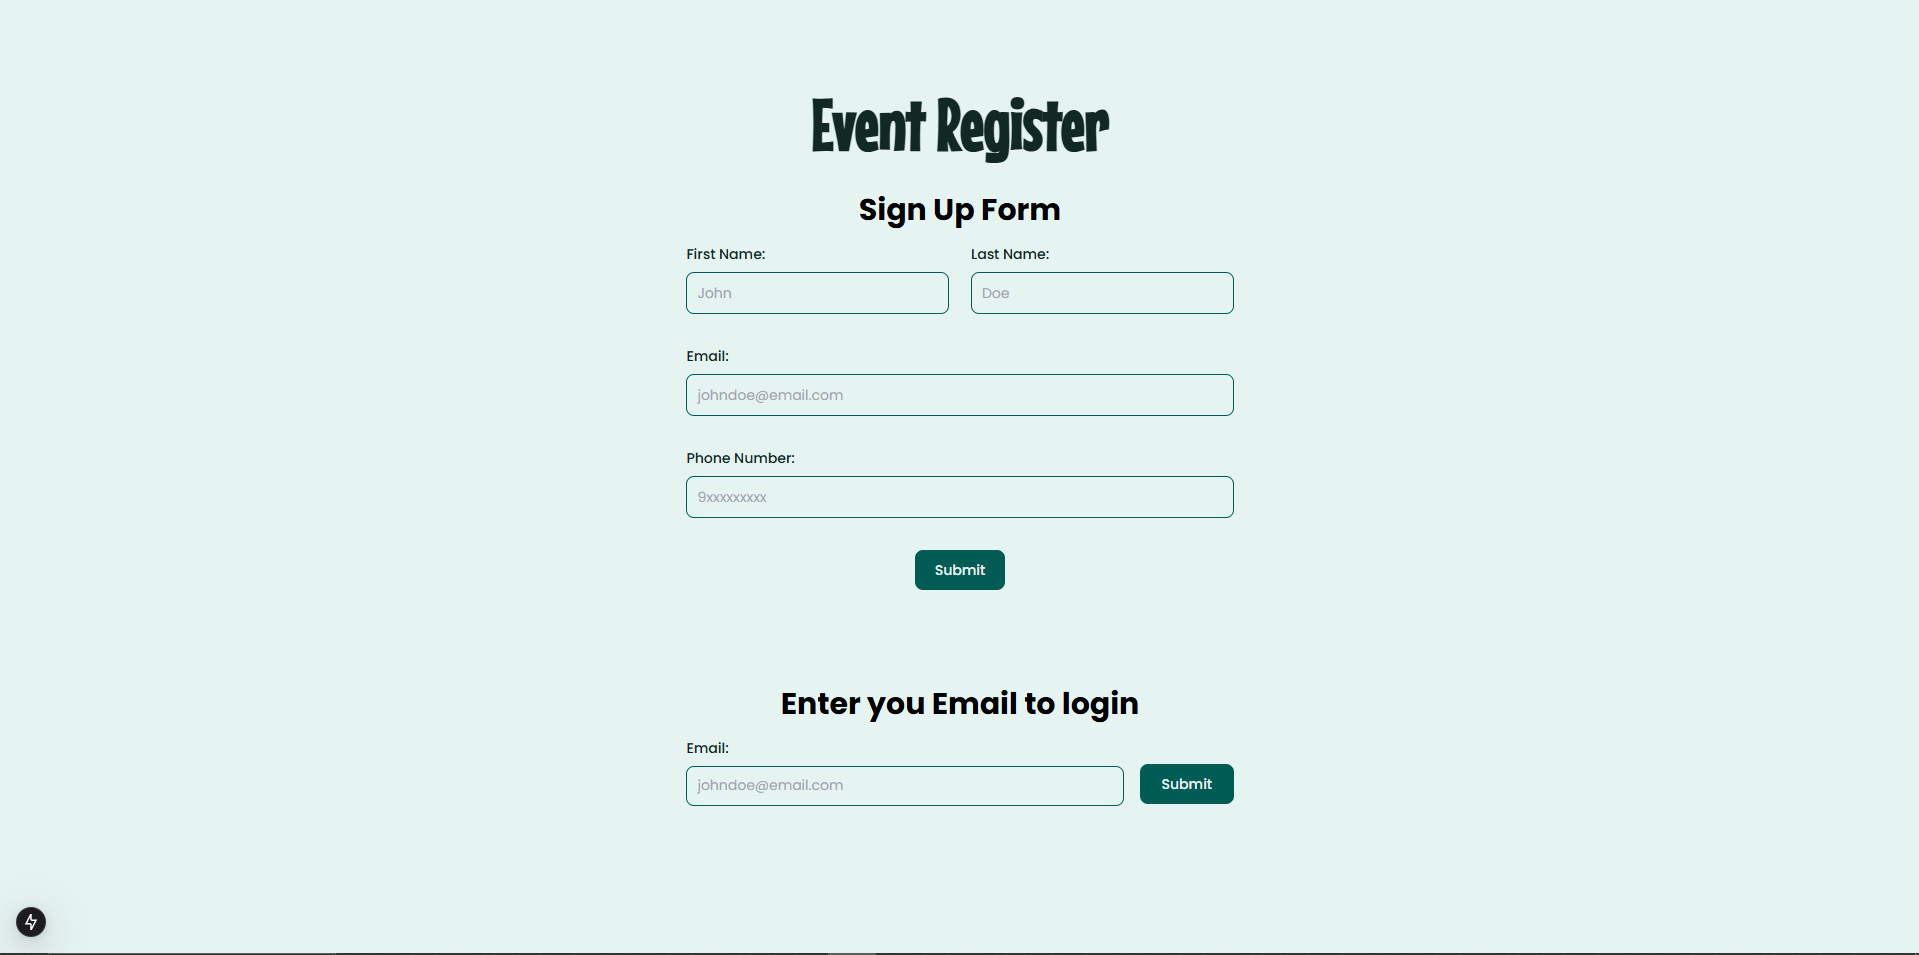 Event Register
Sign Up Form
First Name: Last Name:
John Doe
Email:
johndoe@email.com
Phone Number:
9xxxxxxxxx
Submit
Enter you Email to login
Email:
johndoe@email.com Submit